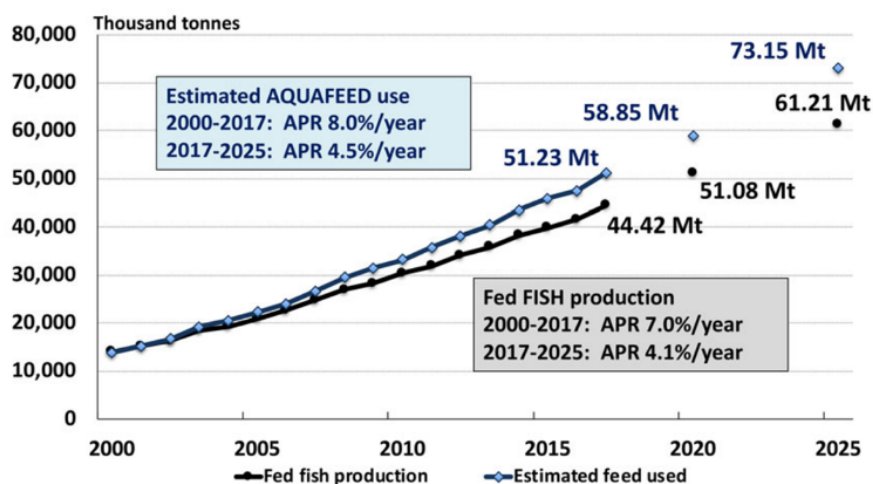 Thousand tonnes
80,000
70,000
60,000
50,000
40,000
30,000
20,000
10,000
0
Estimated AQUAFEED use
2000-2017: APR 8.0%/year
2017-2025: APR 4.5%/year
51.23 Mt
58.85 Mt
73.15 Mt
61.21 Mt
51.08 Mt
44.42 Mt
Fed FISH production
2000-2017: APR 7.0%/year
2017-2025: APR 4.1%/year
2000 2005 2010 2015 2020 2025
Fed fish production Estimated feed used